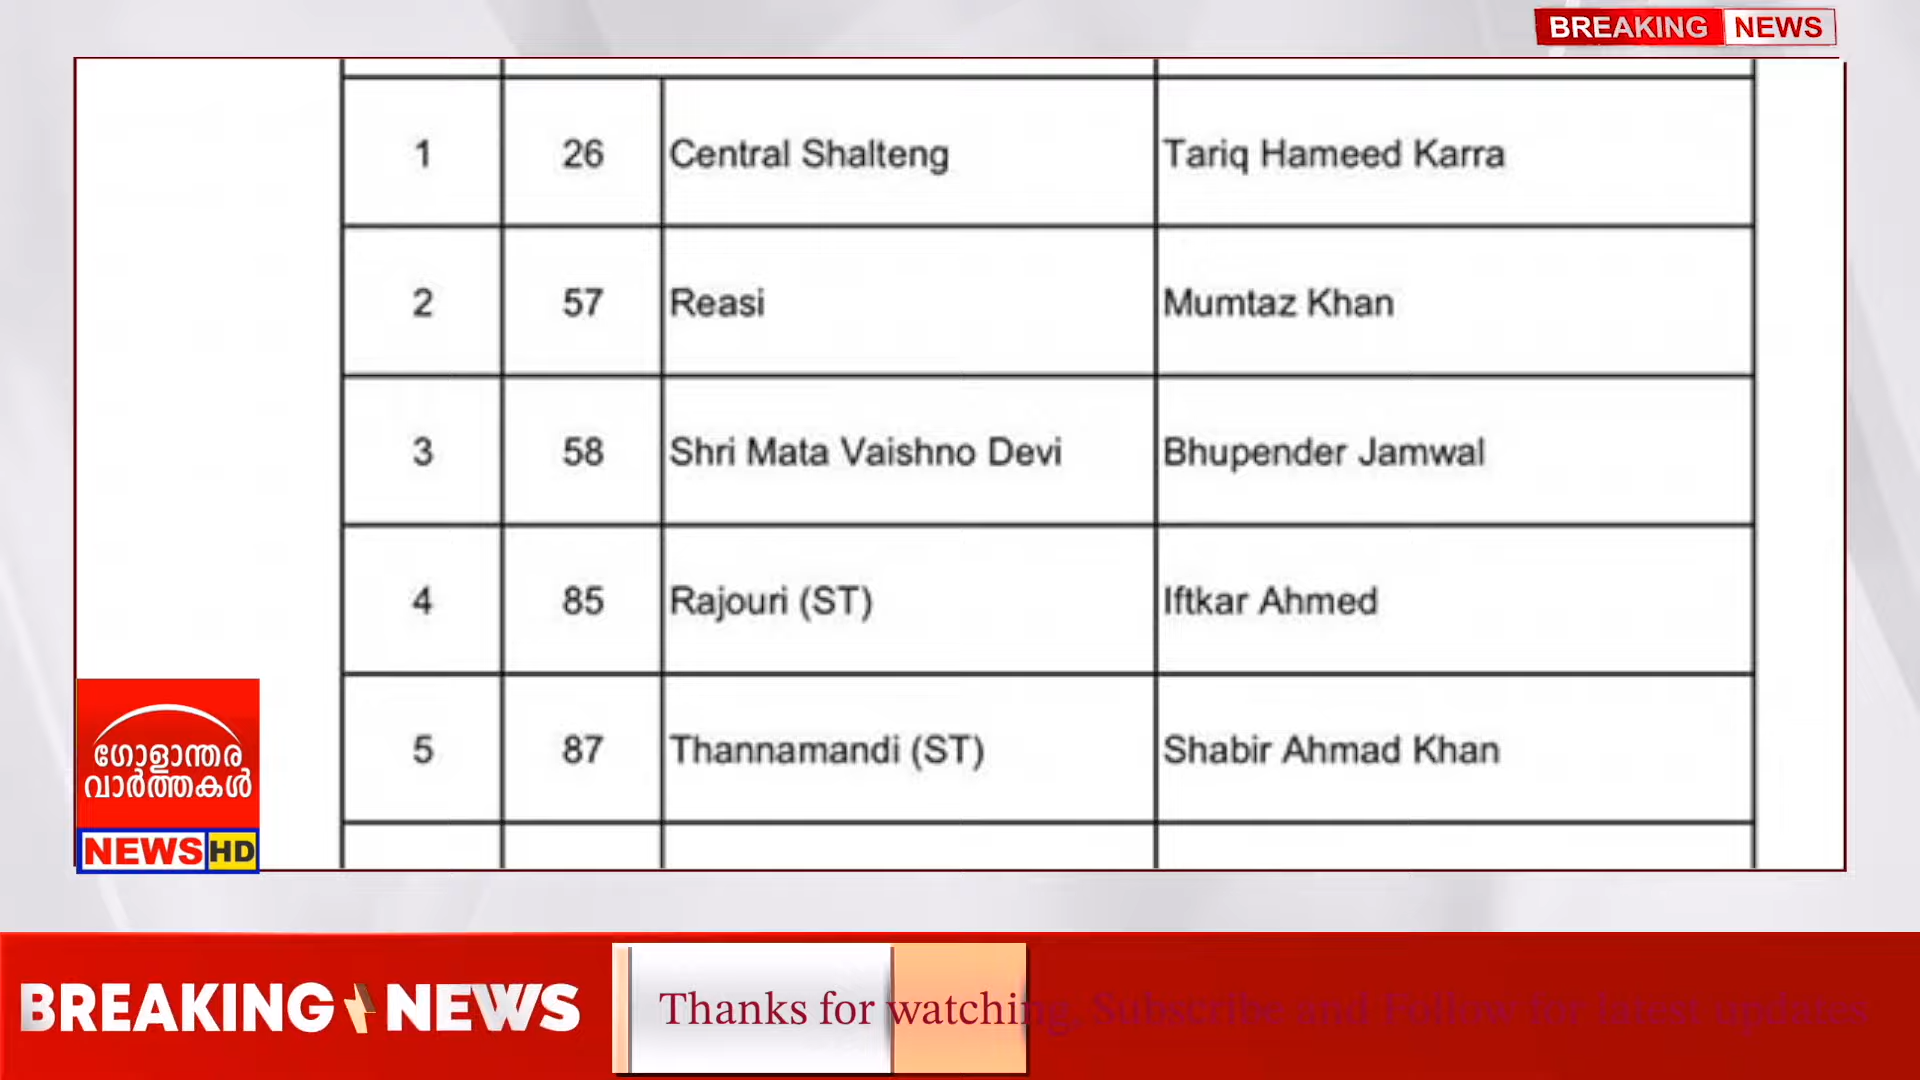 BREAKING NEWS
1 26 Central Shalteng Tariq Hameed Karra
2 57 Reasi Mumtaz Khan
3 58 Shri Mata Vaishno Devi Bhupender Jamwal
4 85 Rajouri (ST) Iftkar Ahmed
5 87 Thannamandi (ST) Shabir Ahmad Khan
ഗോളാന്തര
വാർത്തകൾ
NEWS HD
BREAKING NEWS
Thanks for watching, Subscribe and Follow for latest updates